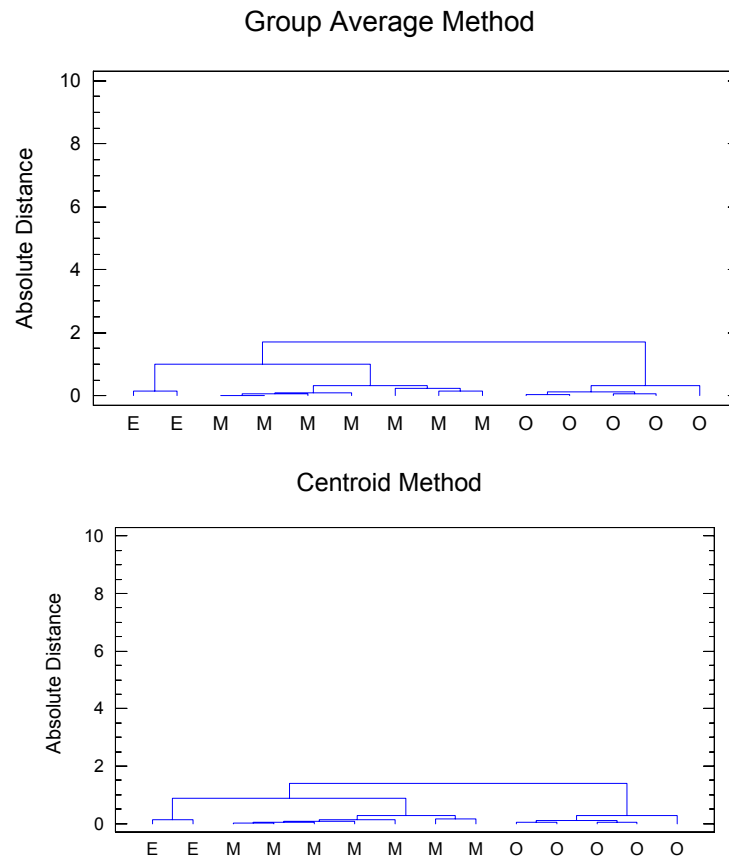 Group Average Method
10
8
6
4
2
0
Absolute Distance
E E M M M M M M M O O O O O
Centroid Method
10
8
6
4
2
0
Absolute Distance
E E M M M M M M M O O O O O